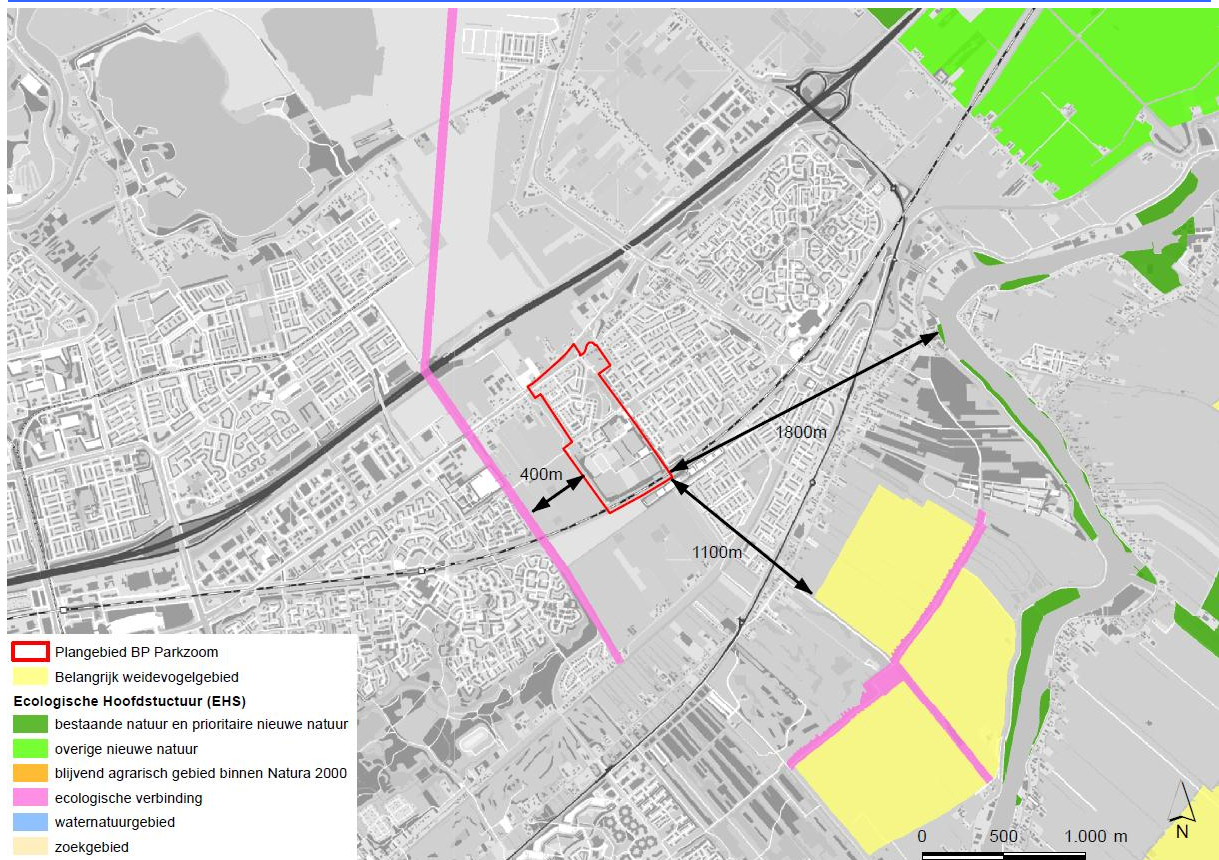 1800m
400m
1100m
Plangebied BP Parkzoom
Belangrijk weidevogelgebied
Ecologische Hoofdstuctuur (EHS)
bestaande natuur en prioritaire nieuwe natuur
overige nieuwe natuur
blijvend agrarisch gebied binnen Natura 2000
ecologische verbinding
waternatuurgebied
zoekgebied
0 500 1.000 m
N